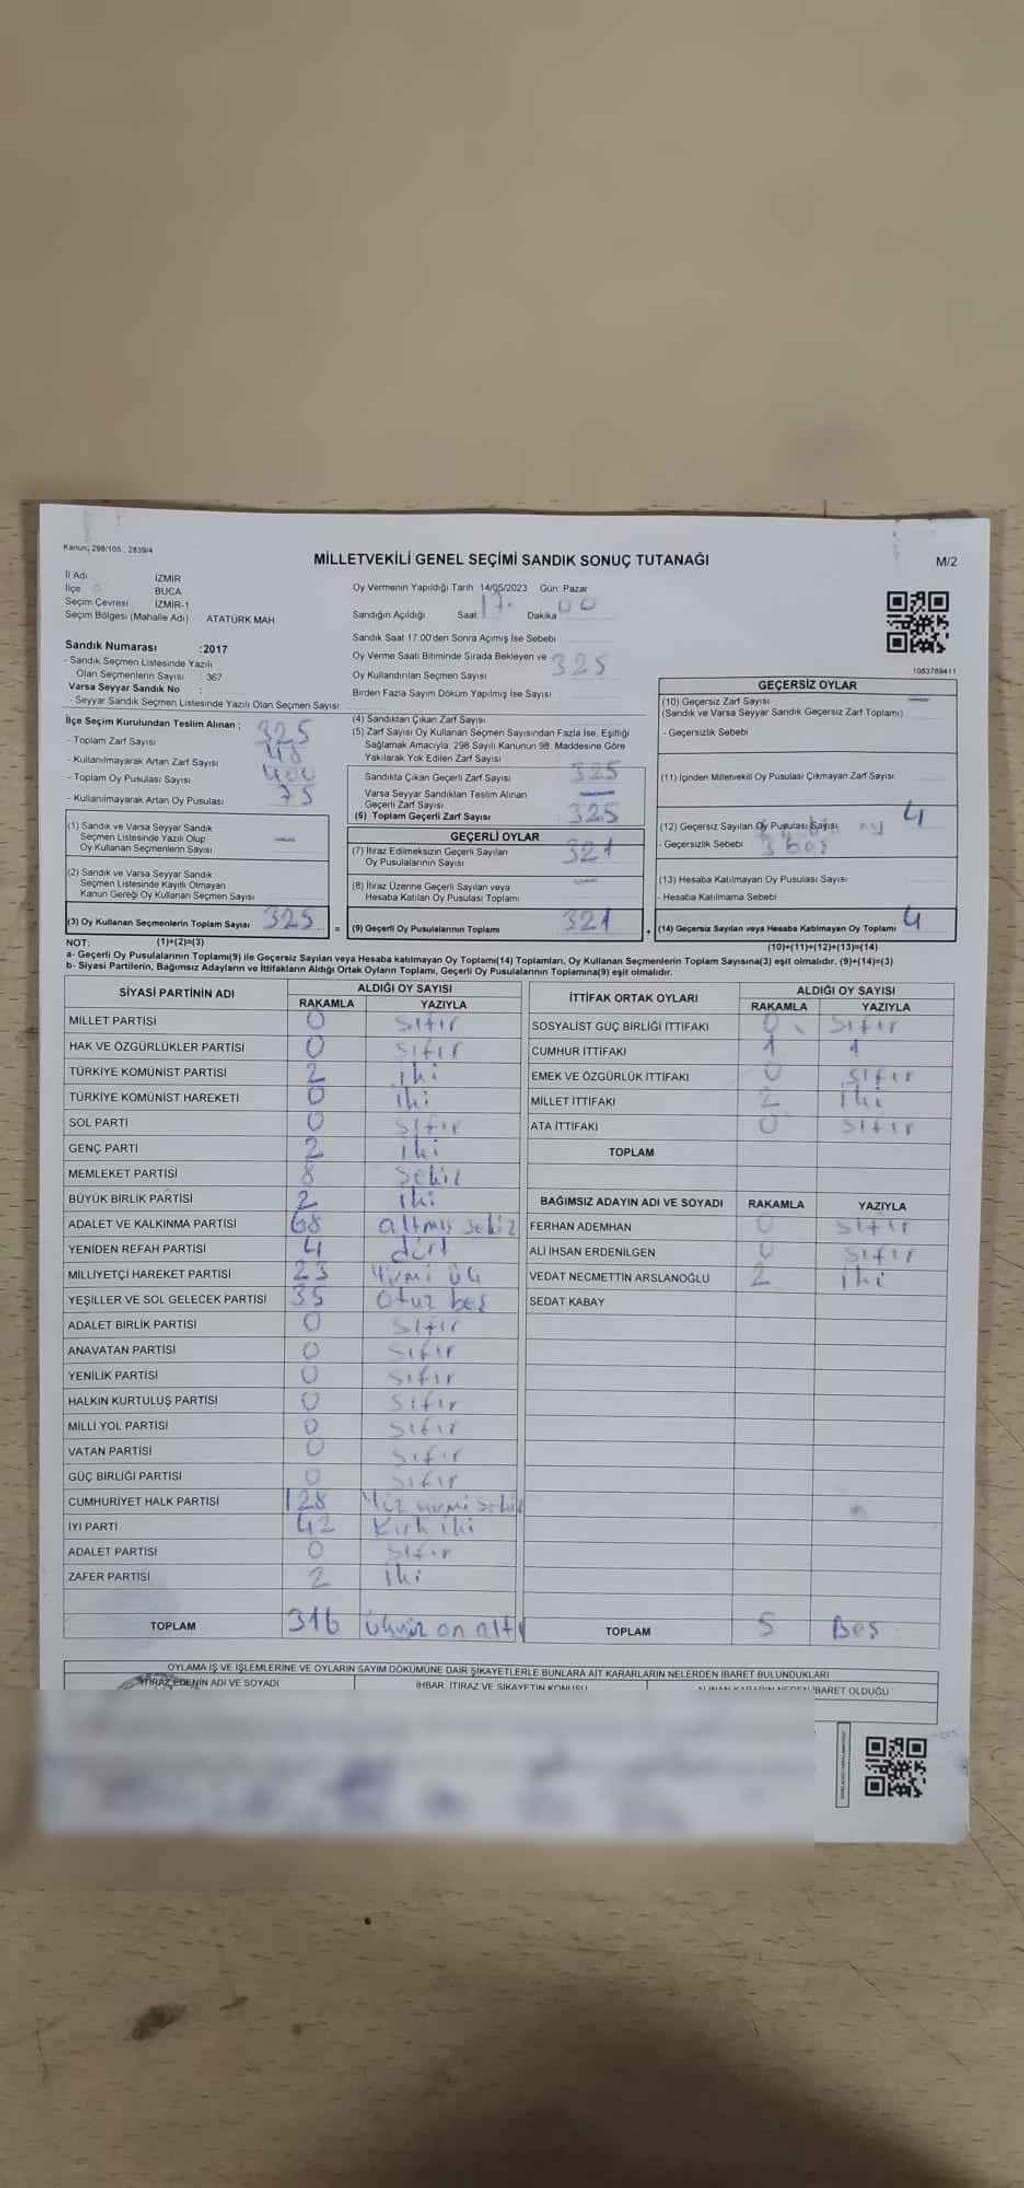 Kanun: 298/105 ; 2839/4
MİLLETVEKİLİ GENEL SEÇİMİ SANDIK SONUÇ TUTANAĞI
M/2
İl Adı İZMİR
İlçe BUCA
Seçim Çevresi İZMİR-1
Seçim Bölgesi (Mahalle Adı) ATATÜRK MAH
Sandık Numarası :2017
- Sandık Seçmen Listesinde Yazılı
Olan Seçmenlerin Sayısı 367
Varsa Seyyar Sandık No :
- Seyyar Sandık Seçmen Listesinde Yazılı Olan Seçmen Sayısı
İlçe Seçim Kurulundan Teslim Alınan ;
- Toplam Zarf Sayısı 325
- Kullanılmayarak Artan Zarf Sayısı 48
- Toplam Oy Pusulası Sayısı 400
- Kullanılmayarak Artan Oy Pusulası 75
(1) Sandık ve Varsa Seyyar Sandık
Seçmen Listesinde Yazılı Olup
Oy Kullanan Seçmenlerin Sayısı —
(2) Sandık ve Varsa Seyyar Sandık
Seçmen Listesinde Kayıtlı Olmayan
Kanun Gereği Oy Kullanan Seçmen Sayısı
(3) Oy Kullanan Seçmenlerin Toplam Sayısı 325 =
(1)+(2)=(3)
Oy Vermenin Yapıldığı Tarih 14/05/2023 Gün: Pazar
Sandığın Açıldığı Saat 17. Dakika 00
Sandık Saat 17.00'den Sonra Açılmış İse Sebebi
Oy Verme Saati Bitiminde Sırada Bekleyen ve
Oy Kullandırılan Seçmen Sayısı 325
Birden Fazla Sayım Döküm Yapılmış İse Sayısı
(4) Sandıktan Çıkan Zarf Sayısı
(5) Zarf Sayısı Oy Kullanan Seçmen Sayısından Fazla İse, Eşitliği
Sağlamak Amacıyla; 298 Sayılı Kanunun 98. Maddesine Göre
Yakılarak Yok Edilen Zarf Sayısı
Sandıkta Çıkan Geçerli Zarf Sayısı 325
Varsa Seyyar Sandıklan Teslim Alınan
Geçerli Zarf Sayısı —
(6) Toplam Geçerli Zarf Sayısı 325
GEÇERLİ OYLAR
(7) İtiraz Edilmeksizin Geçerli Sayılan
Oy Pusulalarının Sayısı 321
(8) İtiraz Üzerine Geçerli Sayılan veya
Hesaba Katılan Oy Pusulası Toplamı —
(9) Geçerli Oy Pusulalarının Toplamı 321 +
1063769411
GEÇERSİZ OYLAR
(10) Geçersiz Zarf Sayısı —
(Sandık ve Varsa Seyyar Sandık Geçersiz Zarf Toplamı)
- Geçersizlik Sebebi
(11) İçinden Milletvekili Oy Pusulası Çıkmayan Zarf Sayısı
(12) Geçersiz Sayılan Oy Pusulası Sayısı 4
- Geçersizlik Sebebi
(13) Hesaba Katılmayan Oy Pusulası Sayısı
- Hesaba Katılmama Sebebi
(14) Geçersiz Sayılan veya Hesaba Katılmayan Oy Toplamı 4
(10)+(11)+(12)+(13)=(14)
NOT:
a- Geçerli Oy Pusulalarının Toplamı(9) ile Geçersiz Sayılan veya Hesaba katılmayan Oy Toplamı(14) Toplamları, Oy Kullanan Seçmenlerin Toplam Sayısına(3) eşit olmalıdır. (9)+(14)=(3)
b- Siyasi Partilerin, Bağımsız Adayların ve İttifakların Aldığı Ortak Oyların Toplamı, Geçerli Oy Pusulalarının Toplamına(9) eşit olmalıdır.
SİYASİ PARTİNİN ADI ALDIĞI OY SAYISI
RAKAMLA YAZIYLA
MİLLET PARTİSİ 0 sıfır
HAK VE ÖZGÜRLÜKLER PARTİSİ 0 sıfır
TÜRKİYE KOMÜNİST PARTİSİ 2 iki
TÜRKİYE KOMÜNİST HAREKETİ 0 iki
SOL PARTİ 0 sıfır
GENÇ PARTİ 2 iki
MEMLEKET PARTİSİ 8 sekiz
BÜYÜK BİRLİK PARTİSİ 2 iki
ADALET VE KALKINMA PARTİSİ 68 altmış sekiz
YENİDEN REFAH PARTİSİ 4 dört
MİLLİYETÇİ HAREKET PARTİSİ 23 Yirmi üç
YEŞİLLER VE SOL GELECEK PARTİSİ 35 Otuz beş
ADALET BİRLİK PARTİSİ 0 sıfır
ANAVATAN PARTİSİ 0 sıfır
YENİLİK PARTİSİ 0 sıfır
HALKIN KURTULUŞ PARTİSİ 0 sıfır
MİLLİ YOL PARTİSİ 0 sıfır
VATAN PARTİSİ 0 sıfır
GÜÇ BİRLİĞİ PARTİSİ 0 sıfır
CUMHURİYET HALK PARTİSİ 128 Yüz yirmi sekiz
İYİ PARTİ 42 Kırk iki
ADALET PARTİSİ 0 sıfır
ZAFER PARTİSİ 2 iki
TOPLAM 316 üçyüz on altı
İTTİFAK ORTAK OYLARI ALDIĞI OY SAYISI
RAKAMLA YAZIYLA
SOSYALİST GÜÇ BİRLİĞİ İTTİFAKI 0 sıfır
CUMHUR İTTİFAKI 1 1
EMEK VE ÖZGÜRLÜK İTTİFAKI 0 sıfır
MİLLET İTTİFAKI 2 iki
ATA İTTİFAKI 0 sıfır
TOPLAM
BAĞIMSIZ ADAYIN ADI VE SOYADI RAKAMLA YAZIYLA
FERHAN ADEMHAN 0 sıfır
ALİ İHSAN ERDENİLGEN 0 sıfır
VEDAT NECMETTİN ARSLANOĞLU 2 iki
SEDAT KABAY
TOPLAM 5 Beş
OYLAMA İŞ VE İŞLEMLERİNE VE OYLARIN SAYIM DÖKÜMÜNE DAİR ŞİKAYETLERLE BUNLARA AİT KARARLARIN NELERDEN İBARET BULUNDUKLARI
İTİRAZ EDENİN ADI VE SOYADI İHBAR, İTİRAZ VE ŞİKAYETİN KONUSU ALINAN KARARIN NEDEN İBARET OLDUĞU